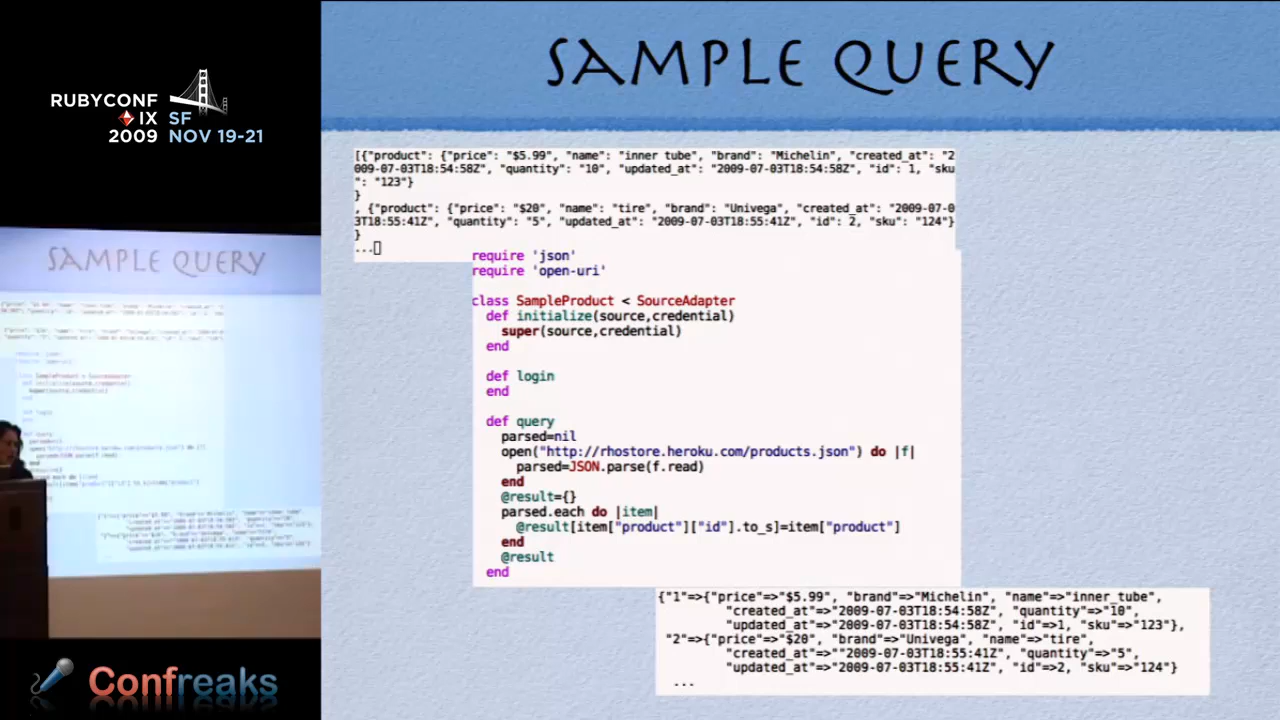 SAMPLE QUERY
RUBYCONF
IX SF
2009 NOV 19-21
[{"product": {"price": "$5.99", "name": "inner tube", "brand": "Michelin", "created_at": "2
009-07-03T18:54:58Z", "quantity": "10", "updated_at": "2009-07-03T18:54:58Z", "id": 1, "sku
": "123"}
}
, {"product": {"price": "$20", "name": "tire", "brand": "Univega", "created_at": "2009-07-0
3T18:55:41Z", "quantity": "5", "updated_at": "2009-07-03T18:55:41Z", "id": 2, "sku": "124"}
}
...
require 'json'
require 'open-uri'
class SampleProduct < SourceAdapter
def initialize(source,credential)
super(source,credential)
end
def login
end
def query
parsed=nil
open("http://rhostore.heroku.com/products.json") do |f|
parsed=JSON.parse(f.read)
end
@result={}
parsed.each do |item|
@result[item["product"]["id"].to_s]=item["product"]
end
@result
end
{"1"=>{"price"=>"$5.99", "brand"=>"Michelin", "name"=>"inner_tube",
"created_at"=>"2009-07-03T18:54:58Z", "quantity"=>"10",
"updated_at"=>"2009-07-03T18:54:58Z", "id"=>1, "sku"=>"123"},
"2"=>{"price"=>"$20", "brand"=>"Univega", "name"=>"tire",
"created_at"=>""2009-07-03T18:55:41Z", "quantity"=>"5",
"updated_at"=>"2009-07-03T18:55:41Z", "id"=>2, "sku"=>"124"}
...
SAMPLE QUERY
Confreaks